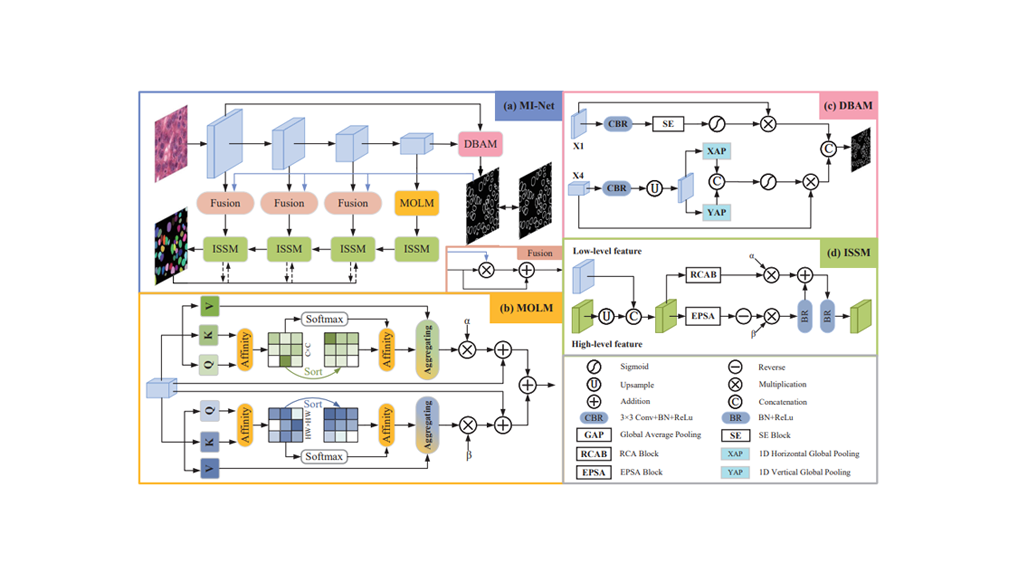 (a) MI-Net
DBAM
Fusion
Fusion
Fusion
MOLM
ISSM
ISSM
ISSM
ISSM
Fusion
(b) MOLM
V
K
Q
Affinity
Softmax
C×C
Sort
Affinity
Aggregating
α
Q
K
V
Affinity
Sort
HW×HW
Softmax
Affinity
Aggregating
β
(c) DBAM
X1
CBR
SE
X4
CBR
U
XAP
C
YAP
C
(d) ISSM
Low-level feature
High-level feature
U
C
RCAB
α
EPSA
β
BR
BR
Sigmoid
Reverse
U Upsample
Multiplication
Addition
C Concatenation
CBR 3×3 Conv+BN+ReLu
BR BN+ReLu
GAP Global Average Pooling
SE SE Block
RCAB RCA Block
XAP 1D Horizontal Global Pooling
EPSA EPSA Block
YAP 1D Vertical Global Pooling